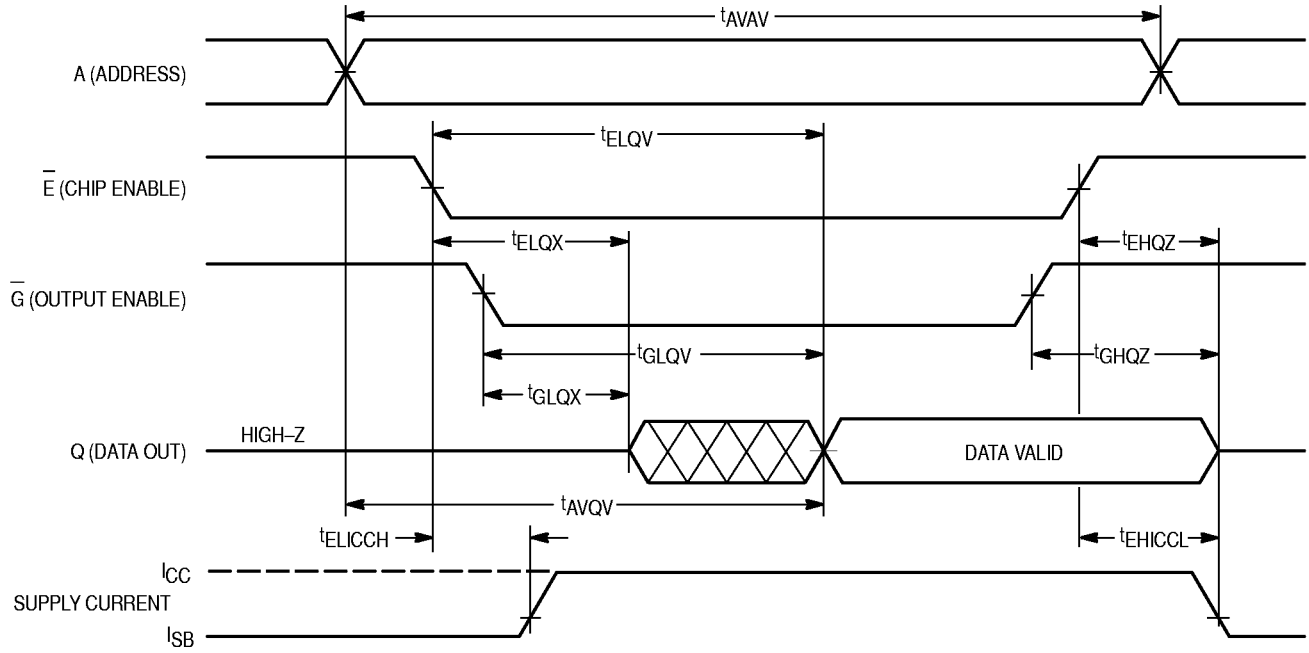 tAVAV
A (ADDRESS)
tELQV
E̅ (CHIP ENABLE)
tELQX
tEHQZ
G̅ (OUTPUT ENABLE)
tGLQV
tGHQZ
tGLQX
HIGH–Z
Q (DATA OUT)
DATA VALID
tAVQV
tELICCH
tEHICCL
ICC
SUPPLY CURRENT
ISB